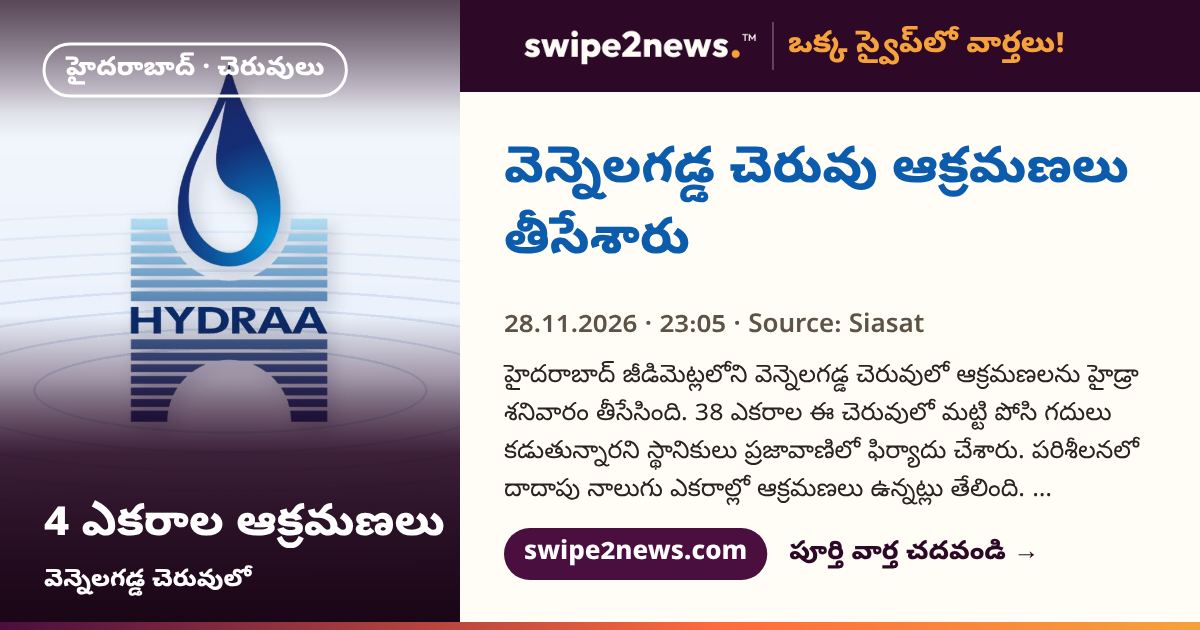 హైదరాబాద్ · చెరువులు
HYDRAA
4 ఎకరాల ఆక్రమణలు
వెన్నెలగడ్డ చెరువులో
swipe2news.™ ఒక్క స్వైప్‌లో వార్తలు!
వెన్నెలగడ్డ చెరువు ఆక్రమణలు
తీసేశారు
28.11.2026 · 23:05 · Source: Siasat
హైదరాబాద్ జీడిమెట్లలోని వెన్నెలగడ్డ చెరువులో ఆక్రమణలను హైడ్రా
శనివారం తీసేసింది. 38 ఎకరాల ఈ చెరువులో మట్టి పోసి గదులు
కడుతున్నారని స్థానికులు ప్రజావాణిలో ఫిర్యాదు చేశారు. పరిశీలనలో
దాదాపు నాలుగు ఎకరాల్లో ఆక్రమణలు ఉన్నట్లు తేలింది. ...
swipe2news.com పూర్తి వార్త చదవండి →